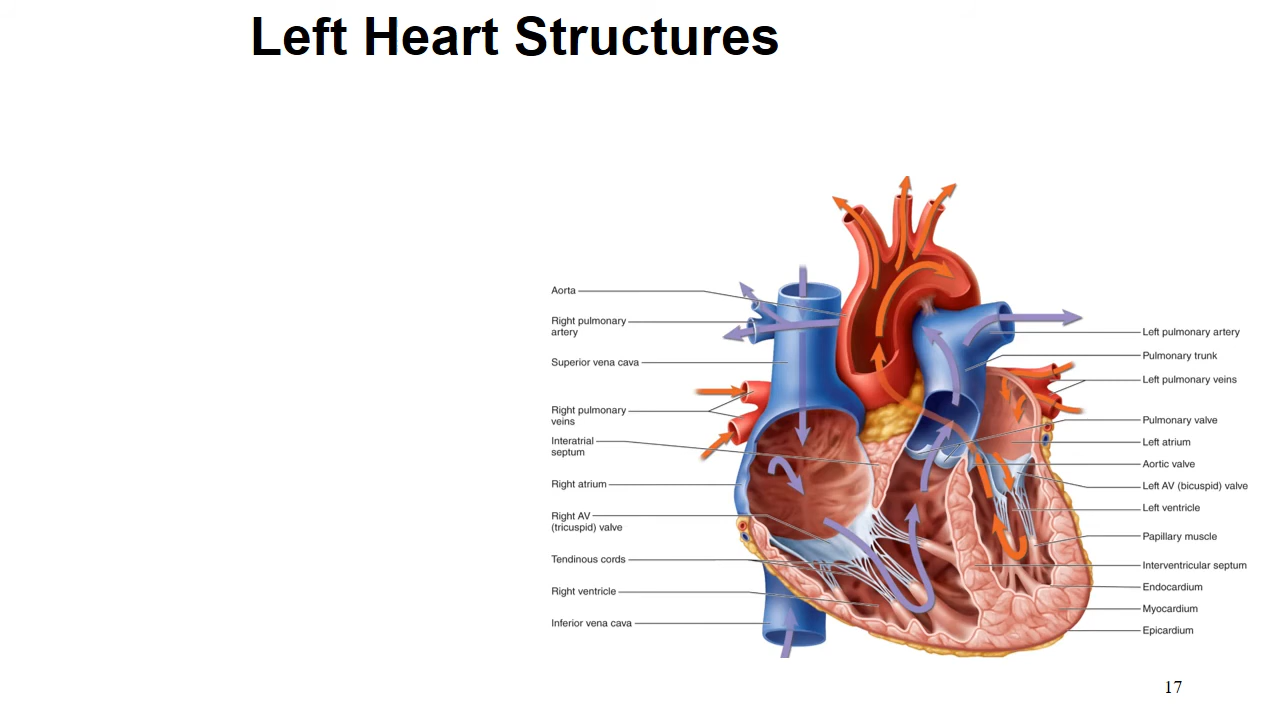 Left Heart Structures
Aorta
Right pulmonary
artery
Superior vena cava
Right pulmonary
veins
Interatrial
septum
Right atrium
Right AV
(tricuspid) valve
Tendinous cords
Right ventricle
Inferior vena cava
Left pulmonary artery
Pulmonary trunk
Left pulmonary veins
Pulmonary valve
Left atrium
Aortic valve
Left AV (bicuspid) valve
Left ventricle
Papillary muscle
Interventricular septum
Endocardium
Myocardium
Epicardium
17